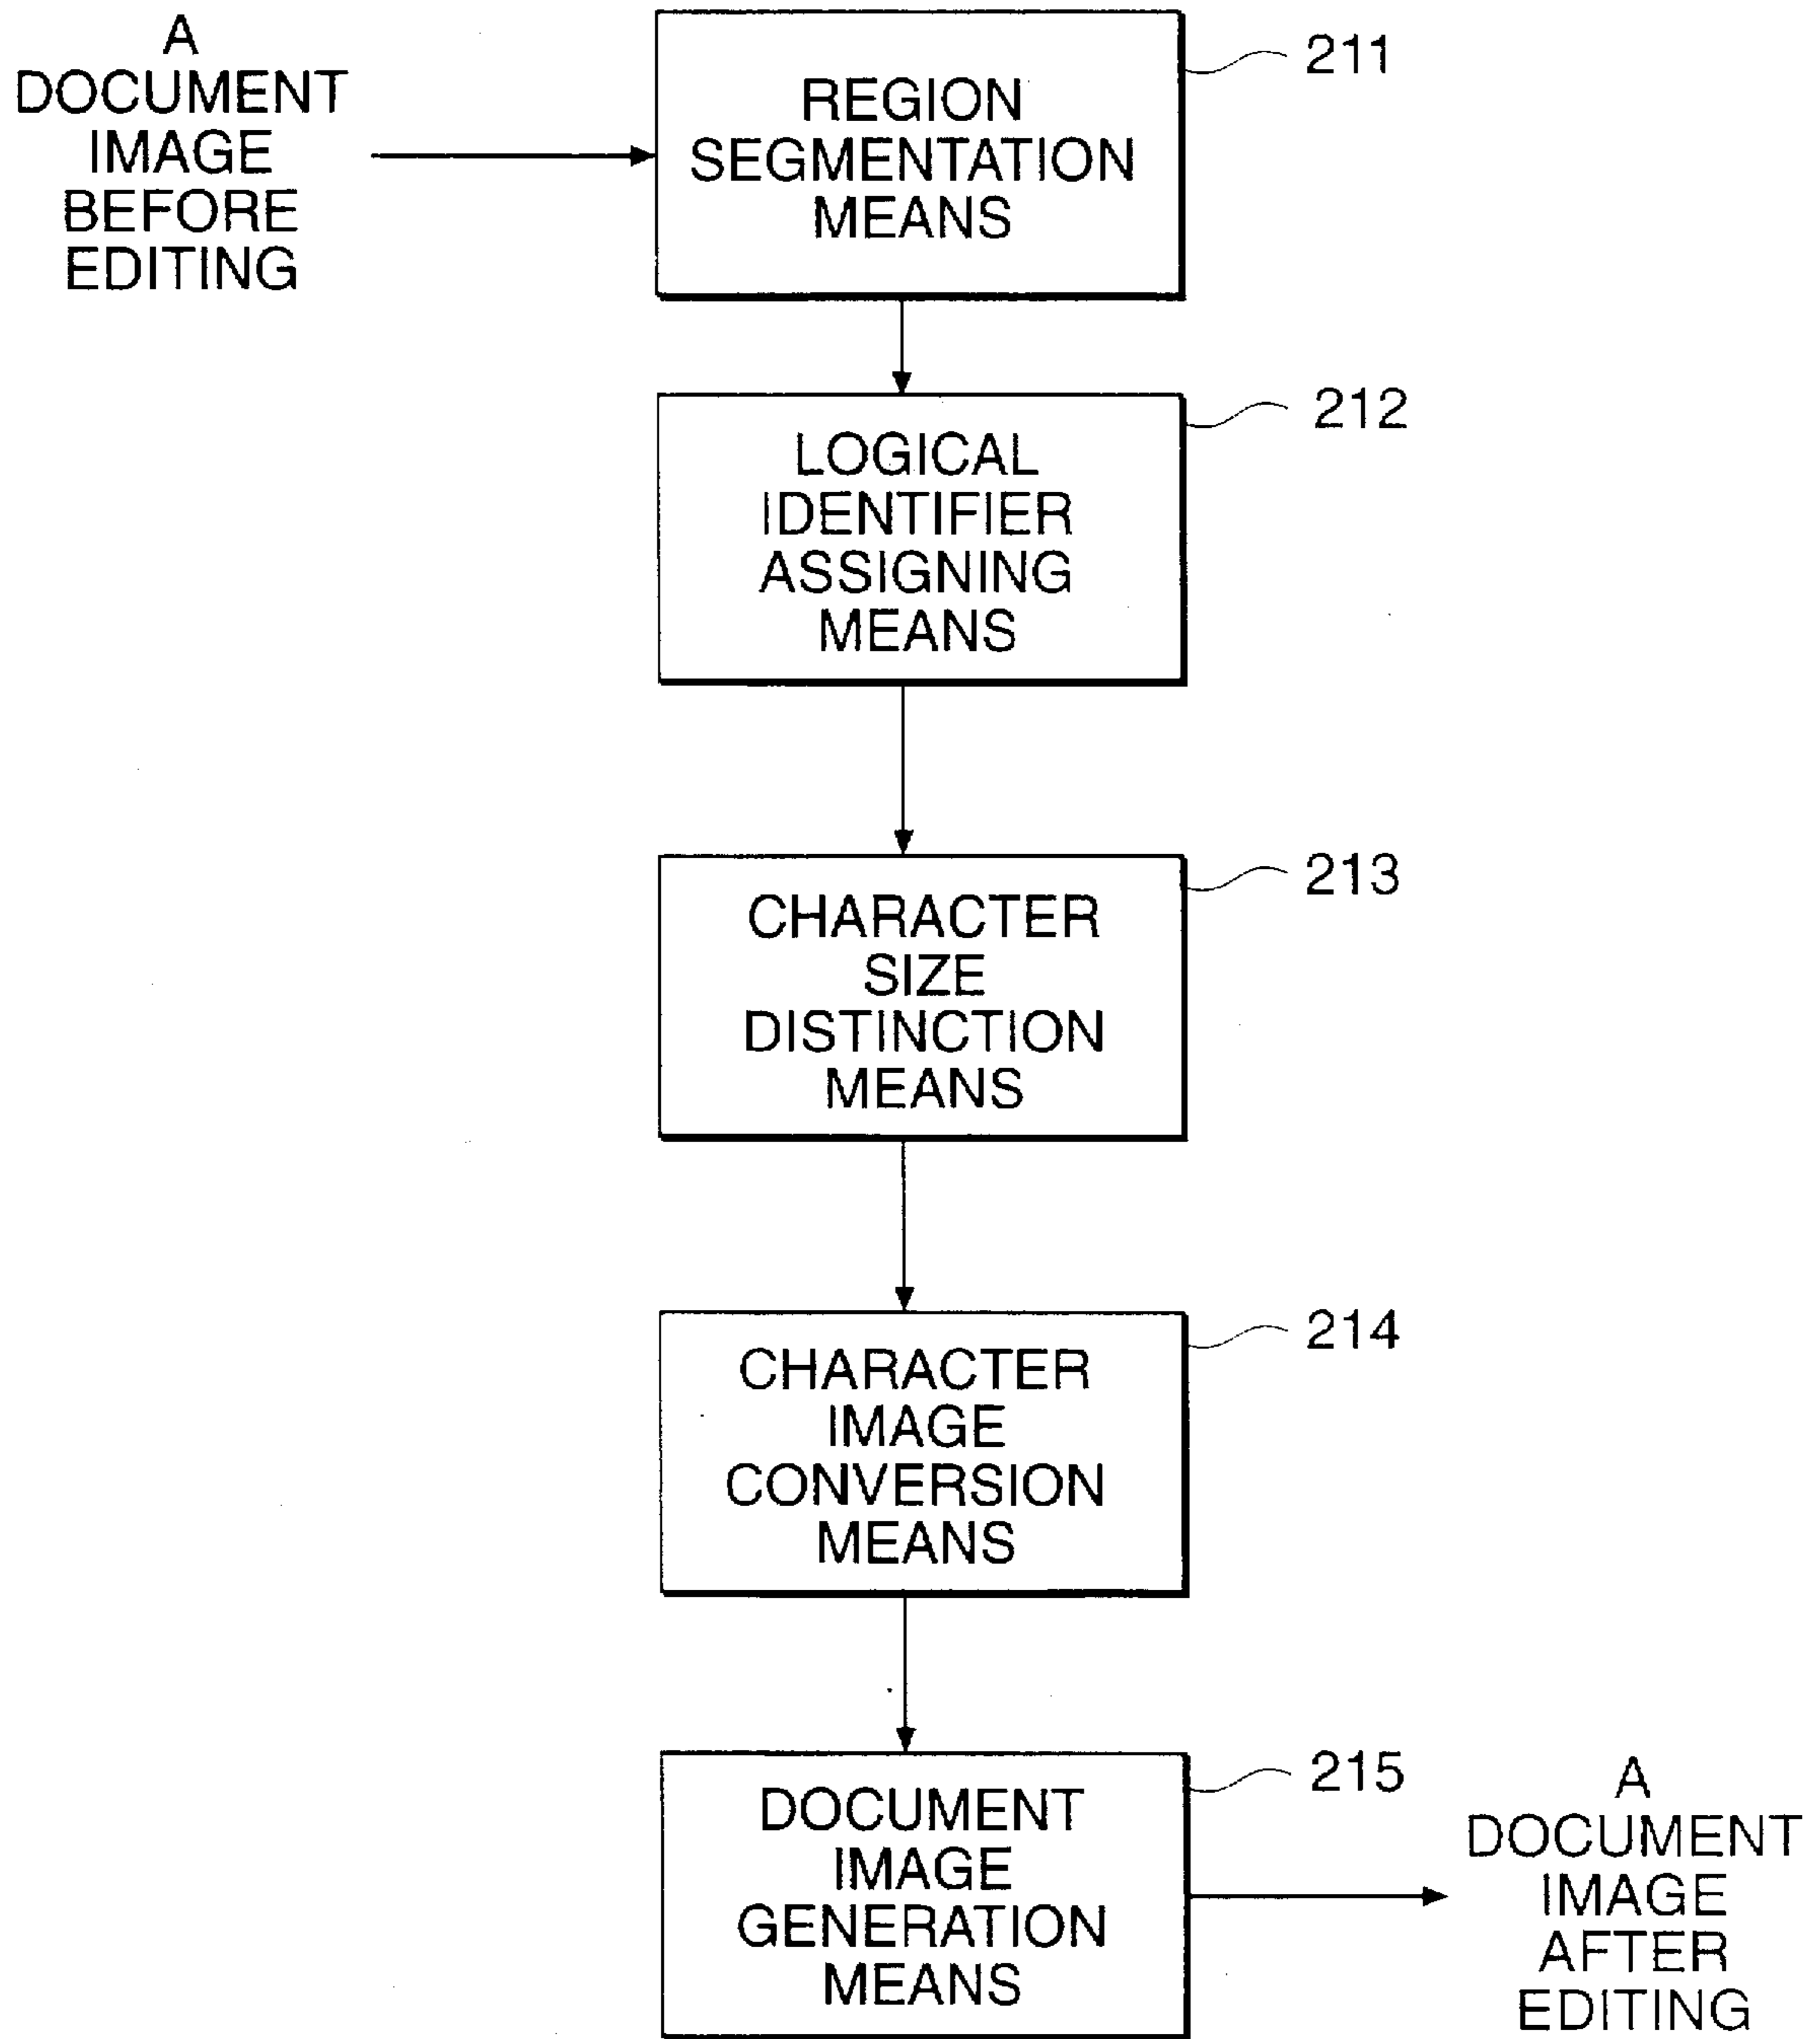 A
DOCUMENT
IMAGE
BEFORE
EDITING
REGION
SEGMENTATION
MEANS
211
LOGICAL
IDENTIFIER
ASSIGNING
MEANS
212
CHARACTER
SIZE
DISTINCTION
MEANS
213
CHARACTER
IMAGE
CONVERSION
MEANS
214
DOCUMENT
IMAGE
GENERATION
MEANS
215
A
DOCUMENT
IMAGE
AFTER
EDITING